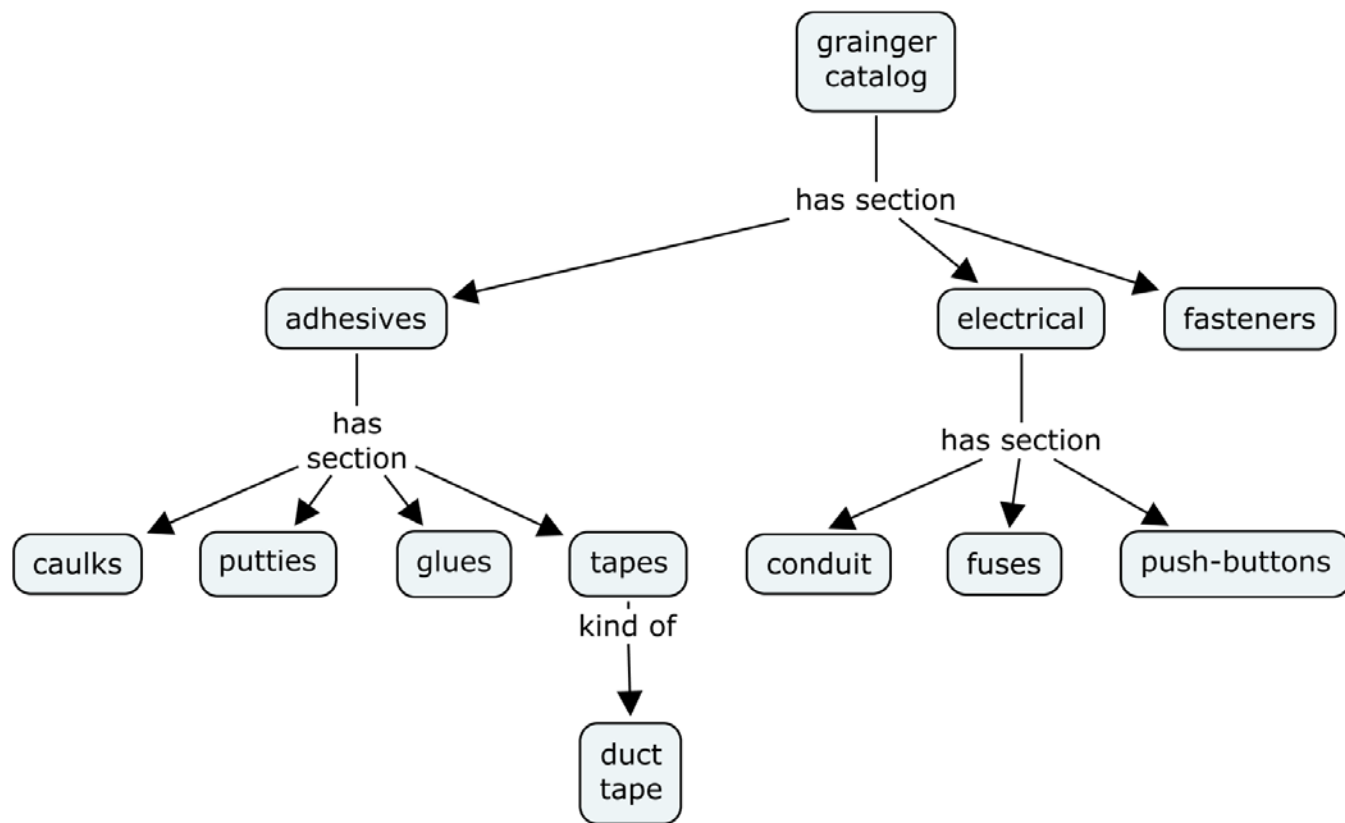 grainger
catalog
has section
adhesives
electrical
fasteners
has
section
has section
caulks
putties
glues
tapes
conduit
fuses
push-buttons
kind of
duct
tape